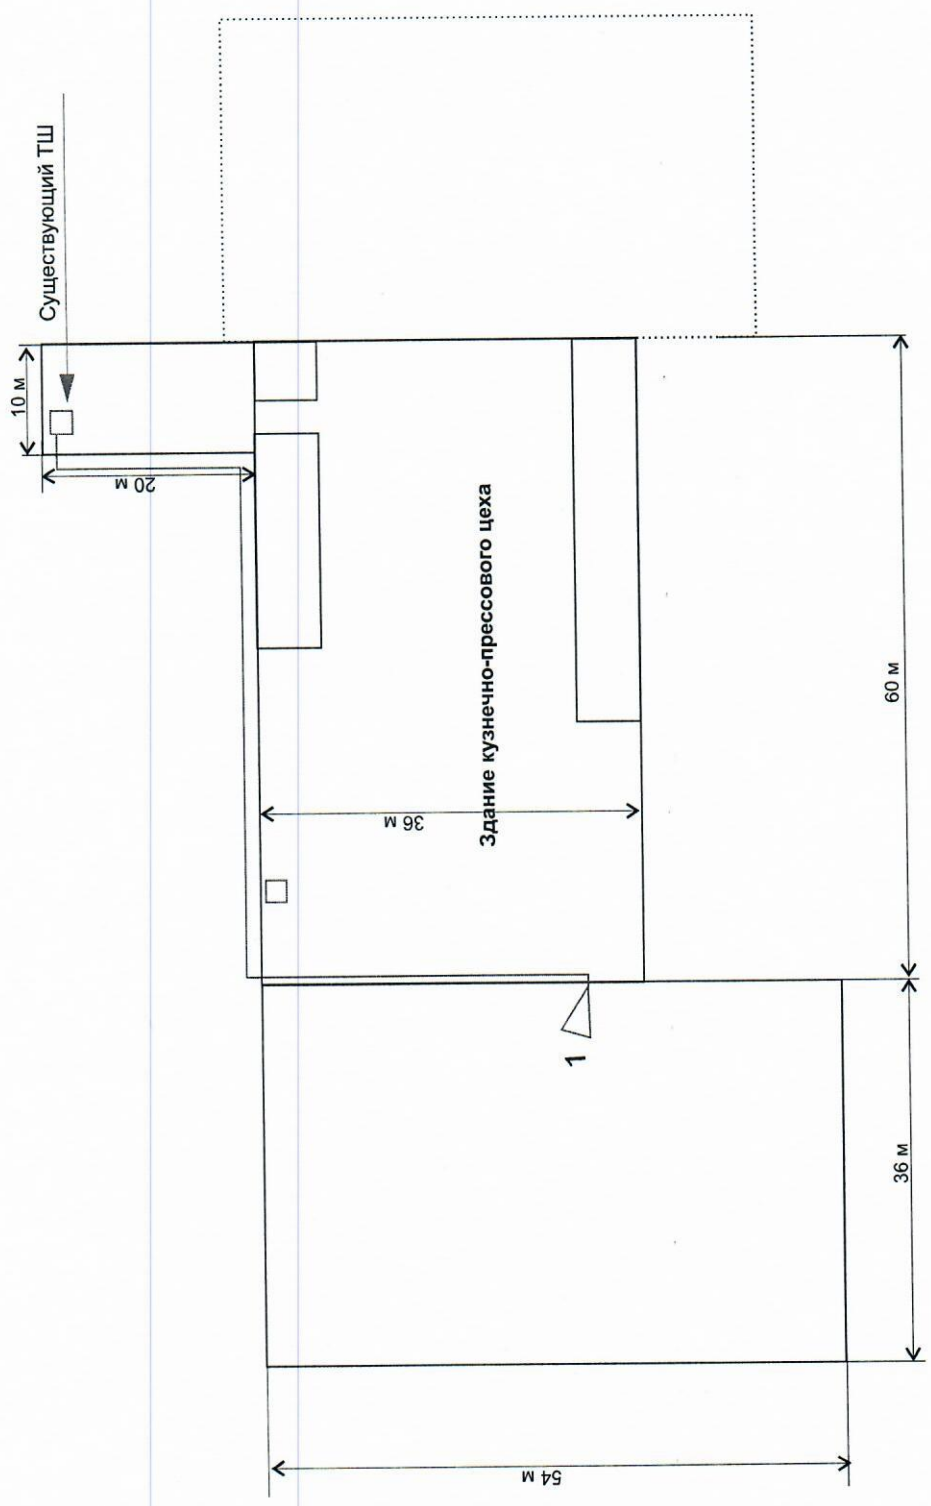 Существующий ТШ
10 м
20 м
Здание кузнечно-прессового цеха
36 м
60 м
1
36 м
54 м